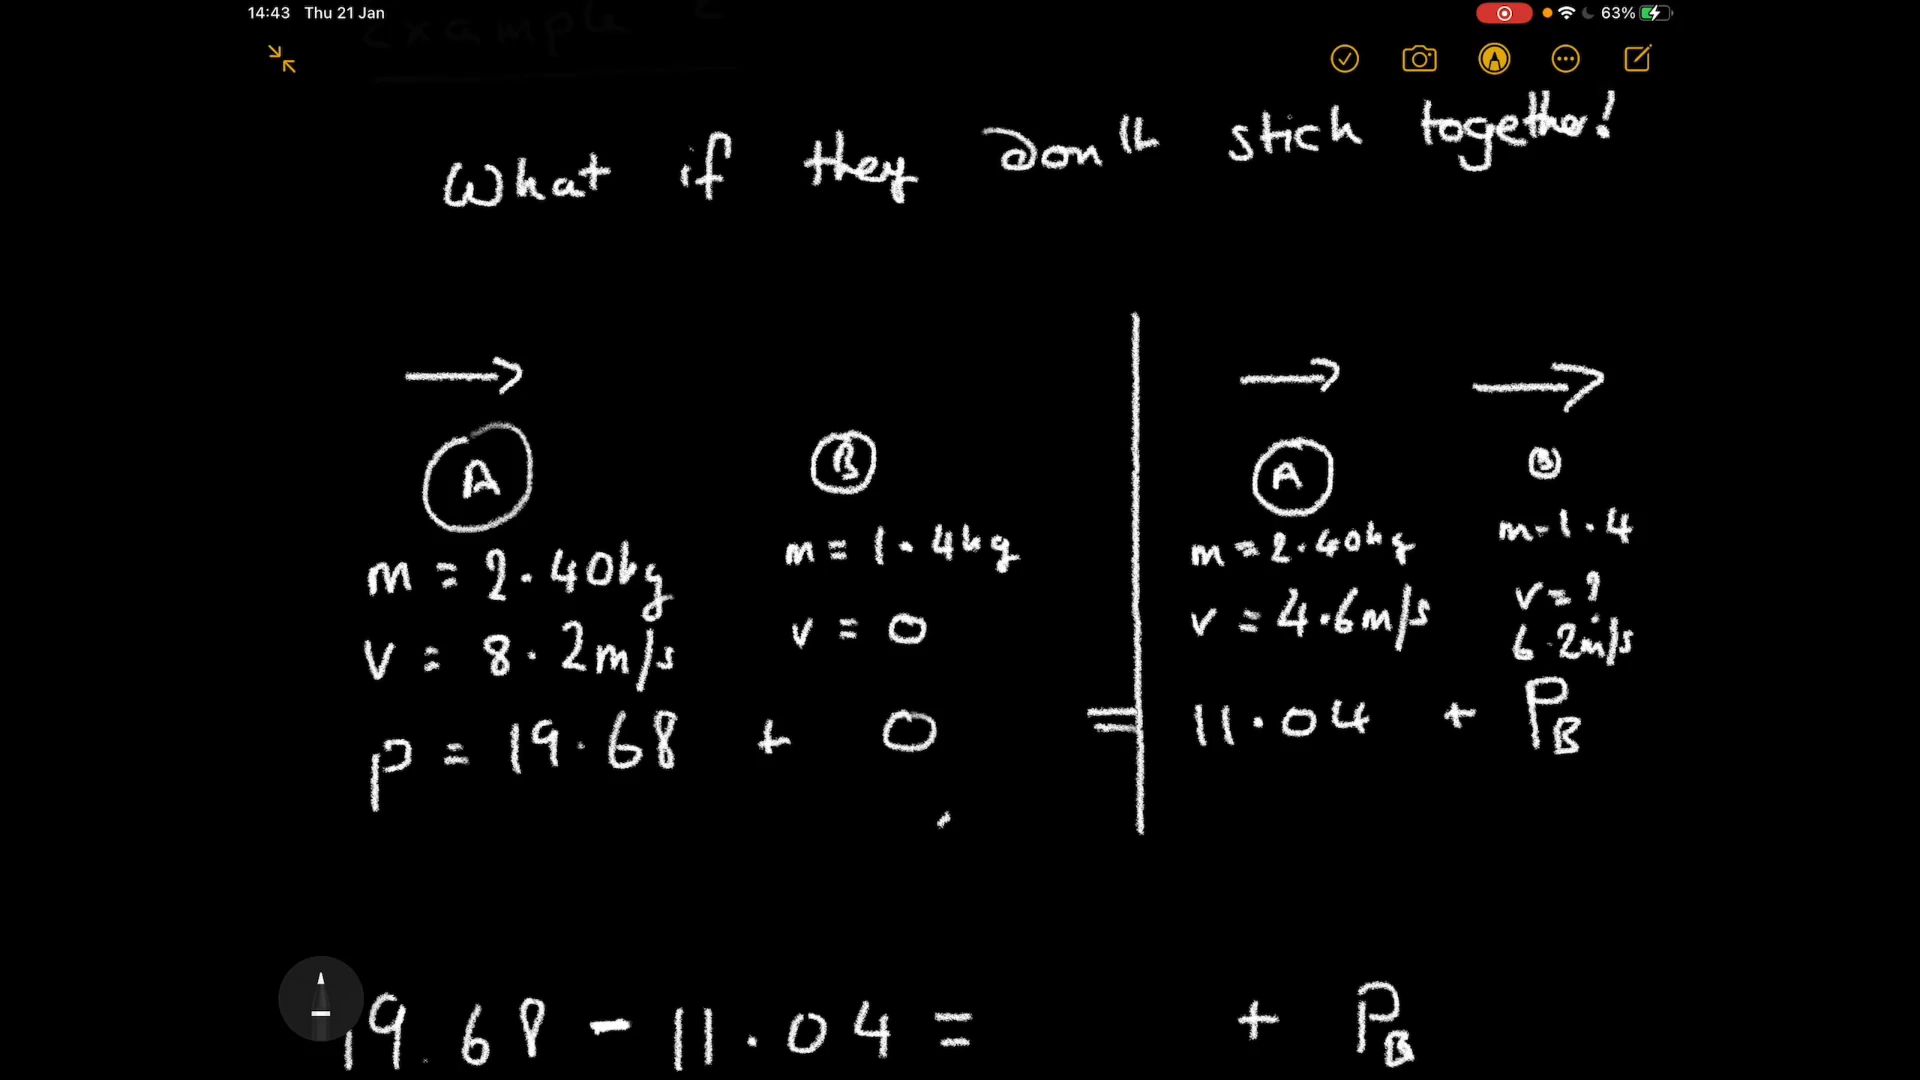 14:43 Thu 21 Jan 63%
example 2
What if they don't stick together!
A B A B
m = 2.40kg m = 1.4kg m = 2.40kg m = 1.4
v = 8.2m/s v = 0 v = 4.6m/s v = ?
6.2m/s
P = 19.68 + 0 = 11.04 + PB
19.68 - 11.04 = + PB